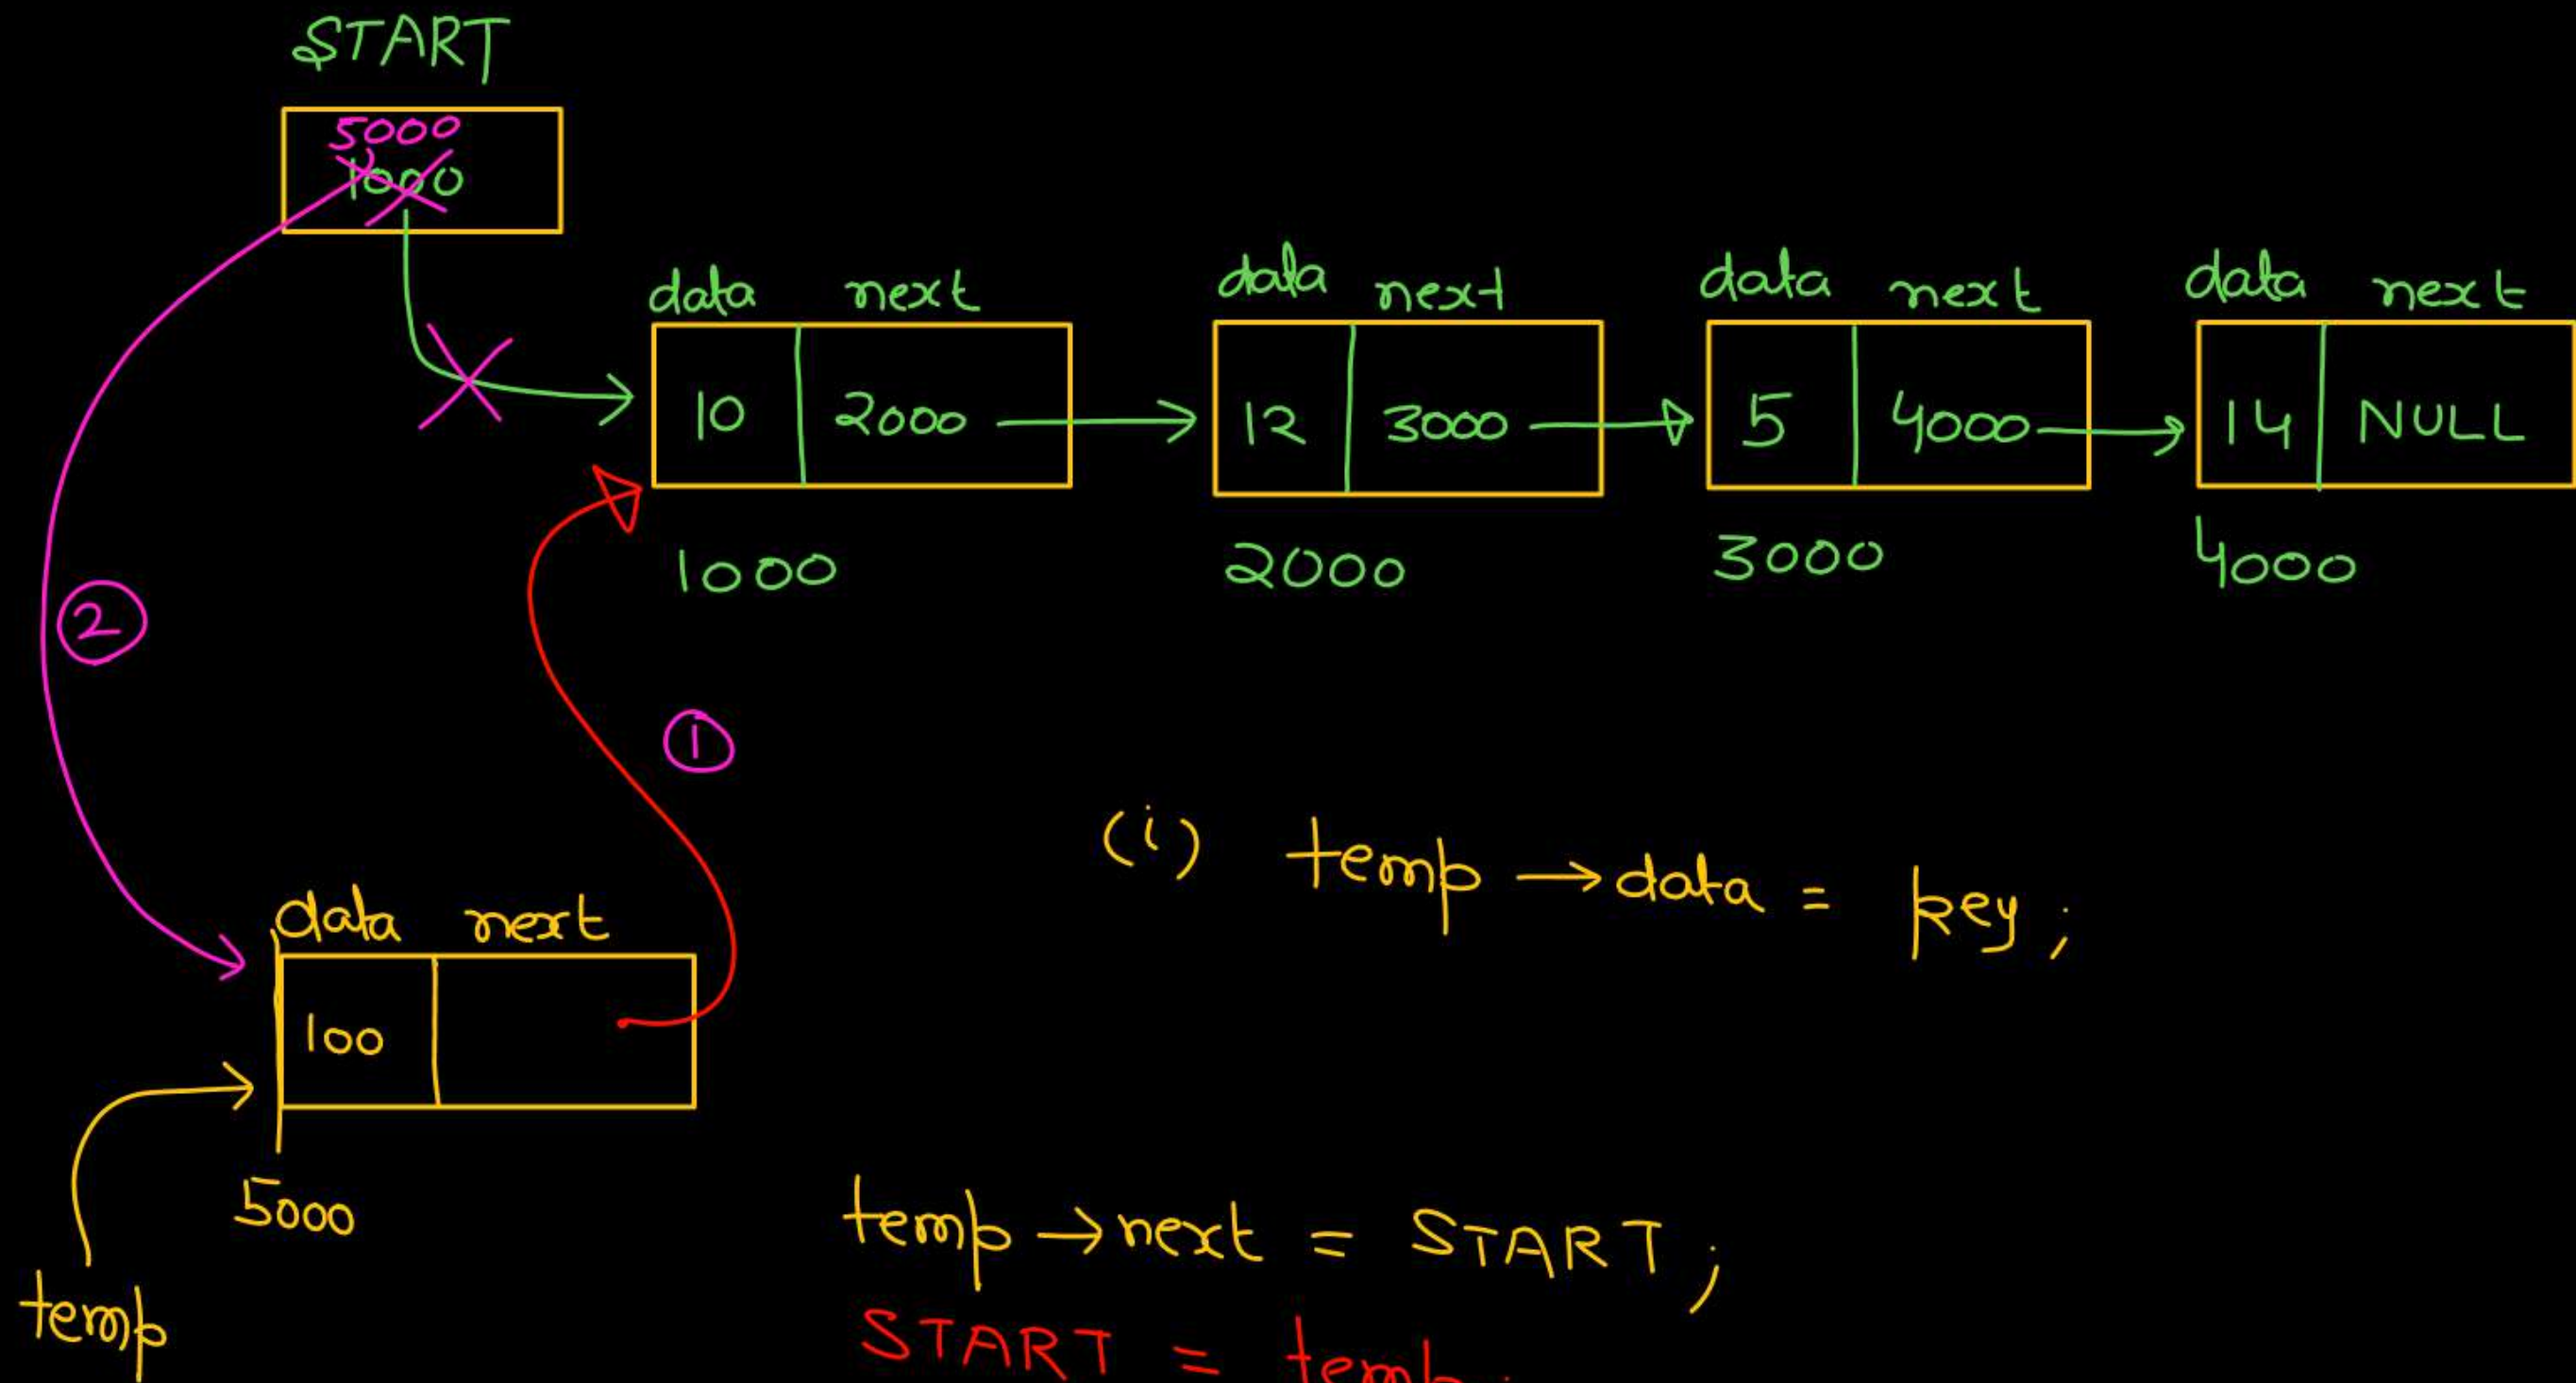 START
5000
1000
data next data next data next data next
10 2000 12 3000 5 4000 14 NULL
1000 2000 3000 4000
2
1
(i) temp → data = key;
data next
100
5000
temp → next = START;
temp
START = temp;